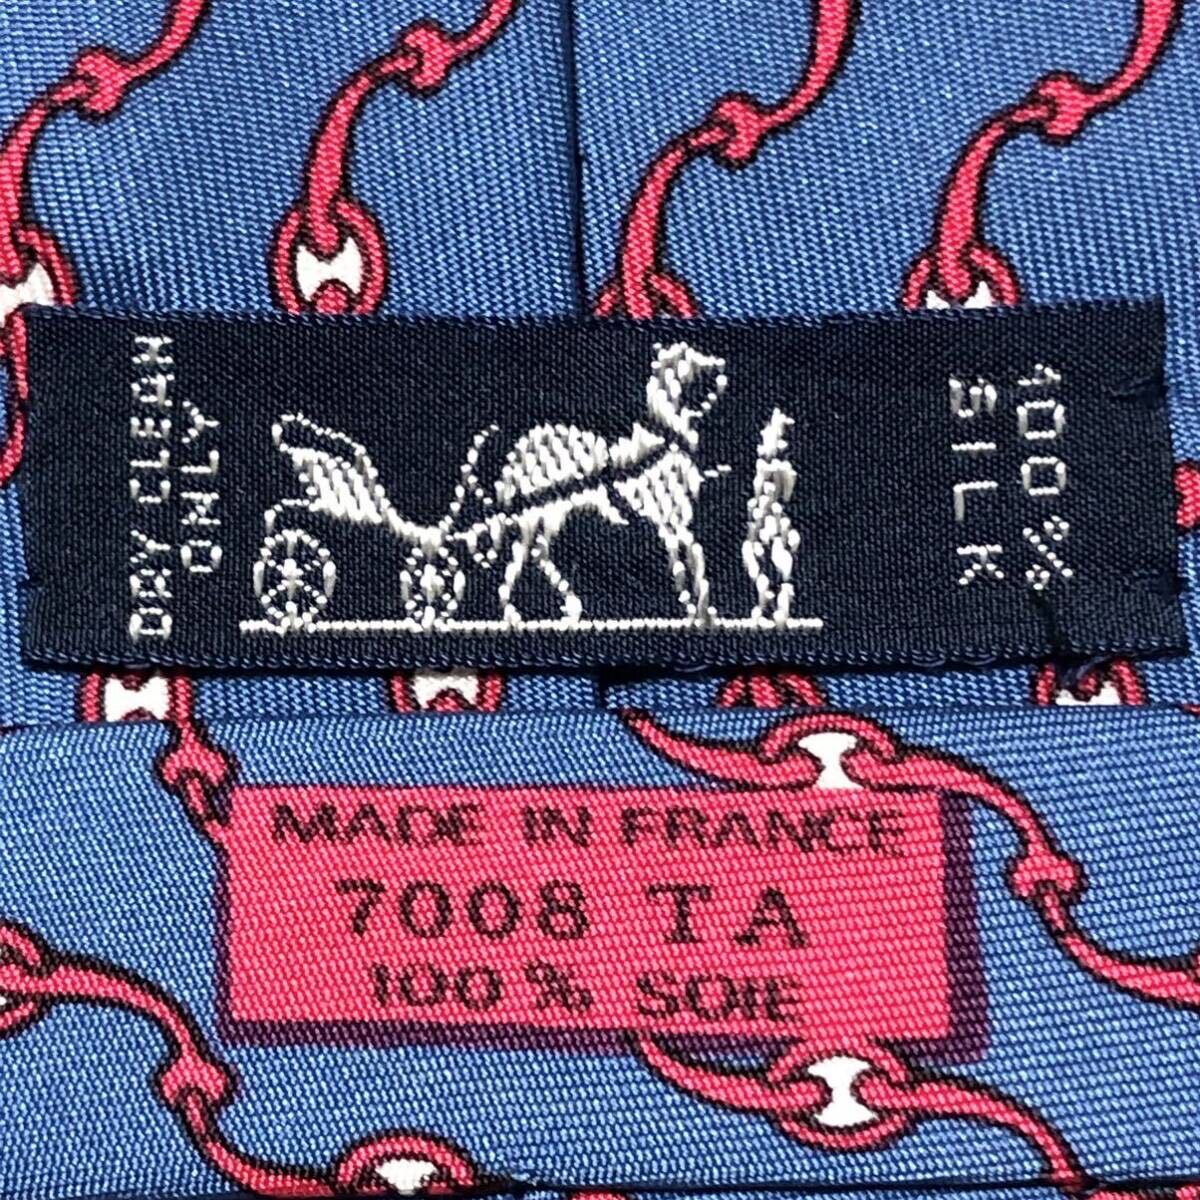 DRY CLEAN
ONLY
100%
SILK
MADE IN FRANCE
7008 TA
100% SOIE